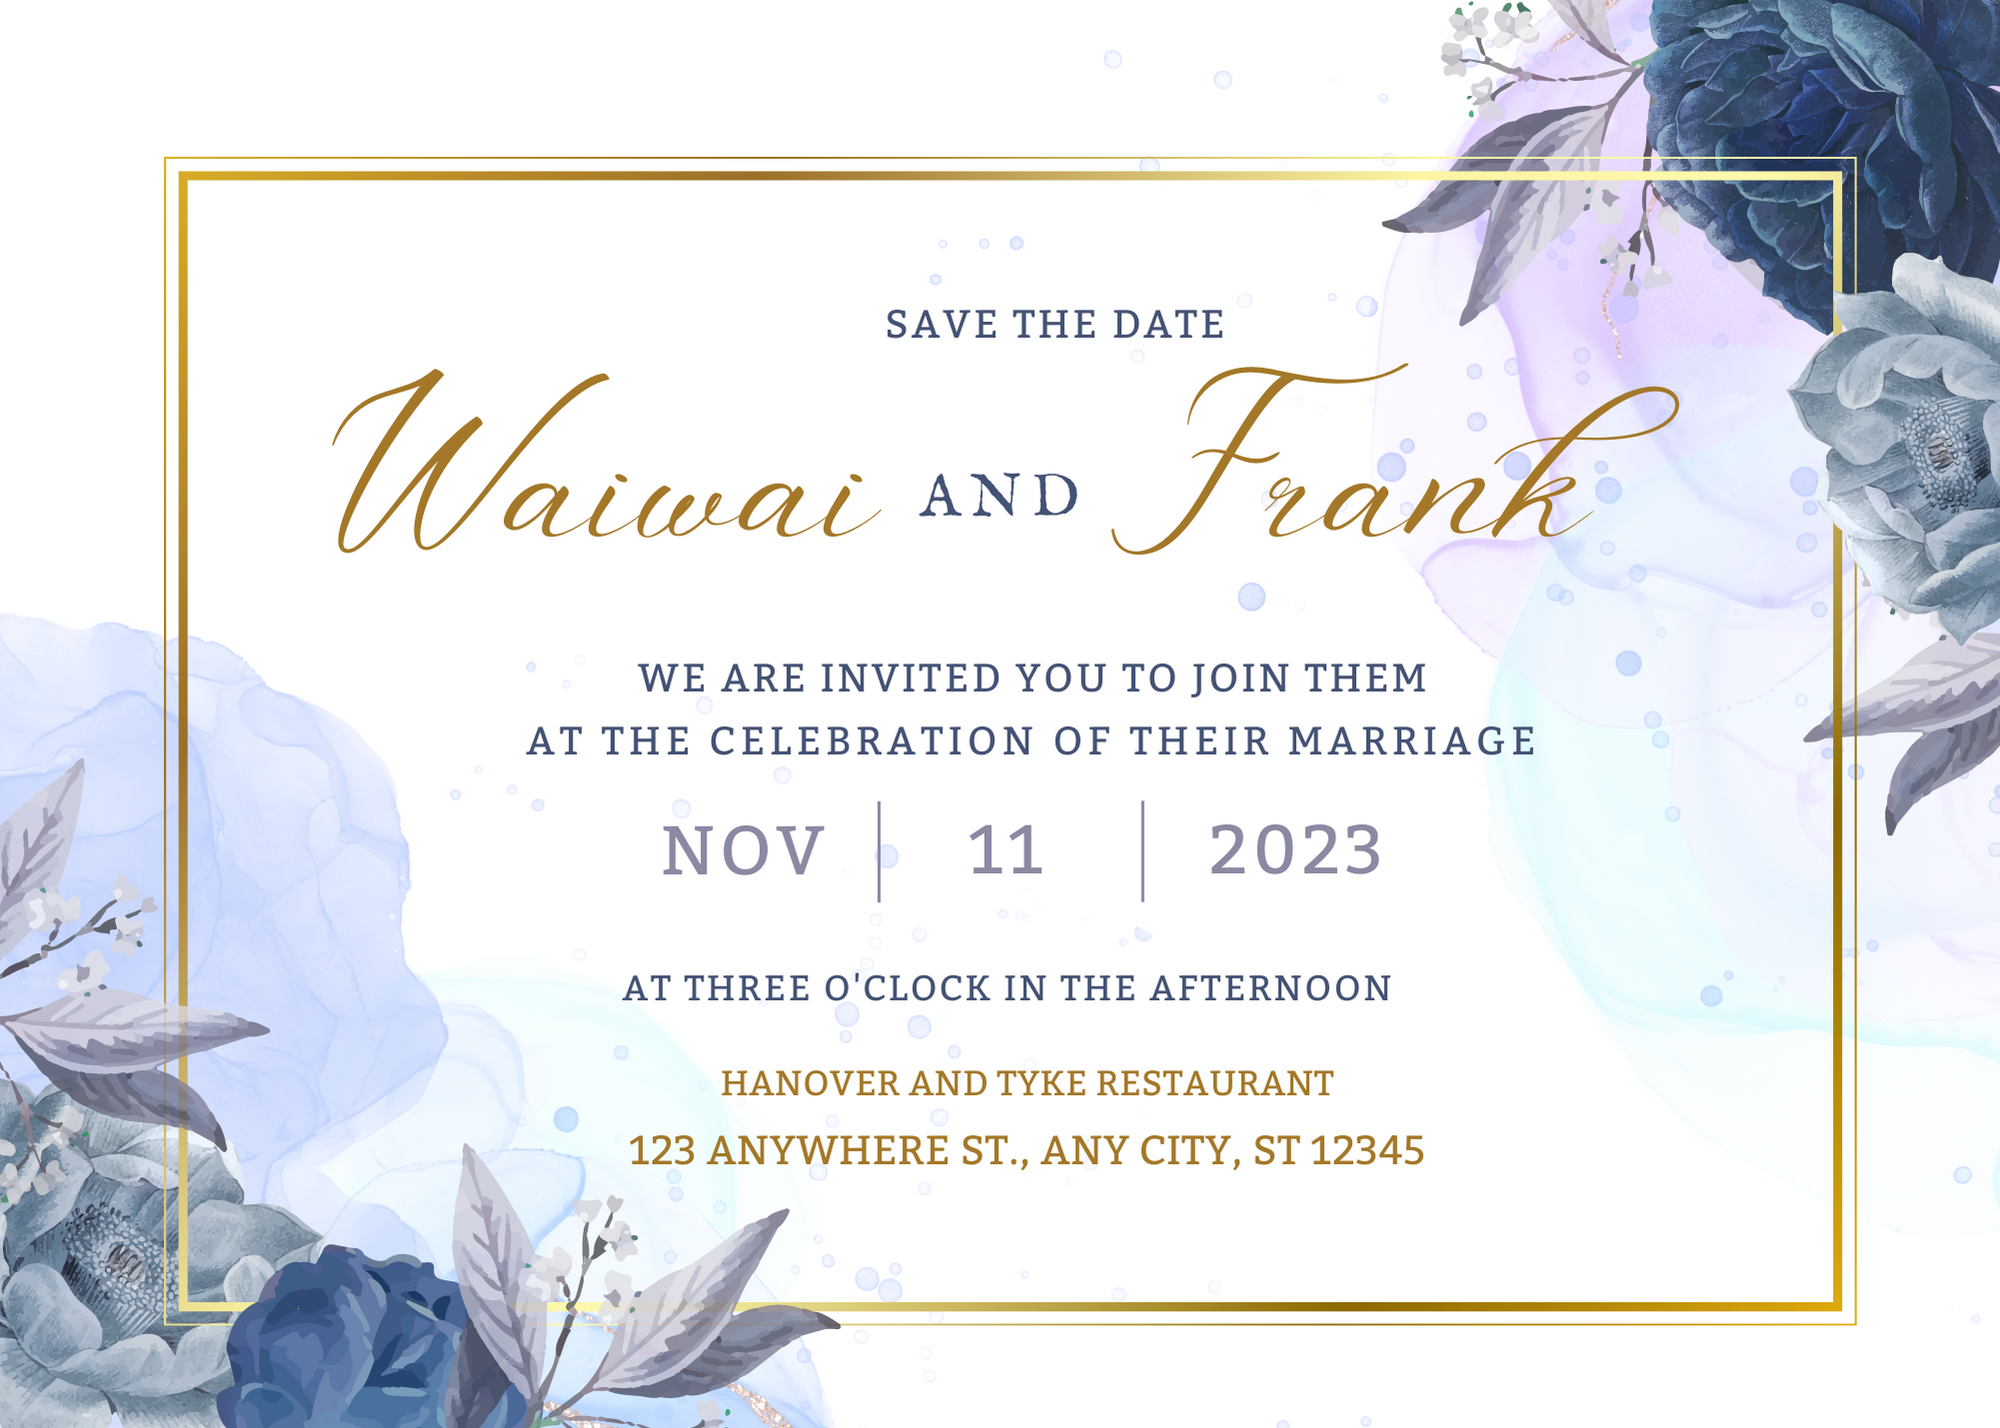 SAVE THE DATE
Waiwai AND Frank
WE ARE INVITED YOU TO JOIN THEM
AT THE CELEBRATION OF THEIR MARRIAGE
NOV 11 2023
AT THREE O'CLOCK IN THE AFTERNOON
HANOVER AND TYKE RESTAURANT
123 ANYWHERE ST., ANY CITY, ST 12345